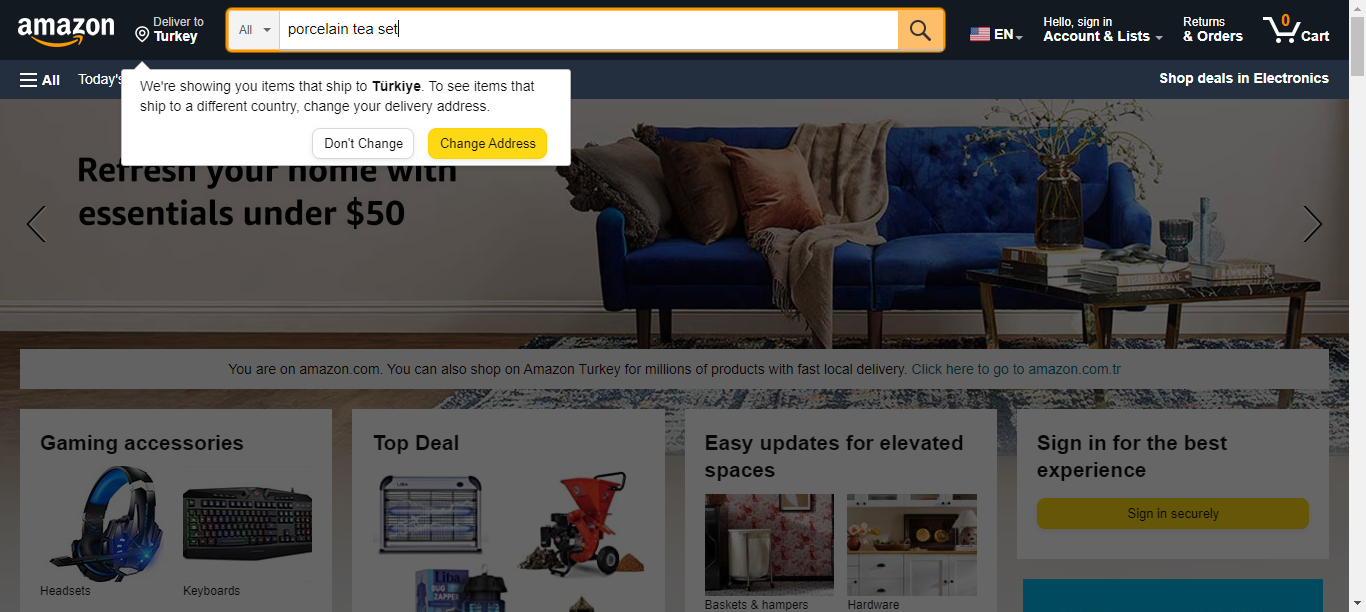 amazon
Deliver to
Turkey
All
porcelain tea set
EN
Hello, sign in
Account & Lists
Returns
& Orders
0
Cart
All
Today's
Shop deals in Electronics
We're showing you items that ship to Türkiye. To see items that
ship to a different country, change your delivery address.
Don't Change
Change Address
Refresh your home with
essentials under $50
You are on amazon.com. You can also shop on Amazon Turkey for millions of products with fast local delivery. Click here to go to amazon.com.tr
Gaming accessories
Headsets
Keyboards
Top Deal
LiBA
Liba
BUG
ZAPPER
Easy updates for elevated
spaces
Baskets & hampers
Hardware
Sign in for the best
experience
Sign in securely